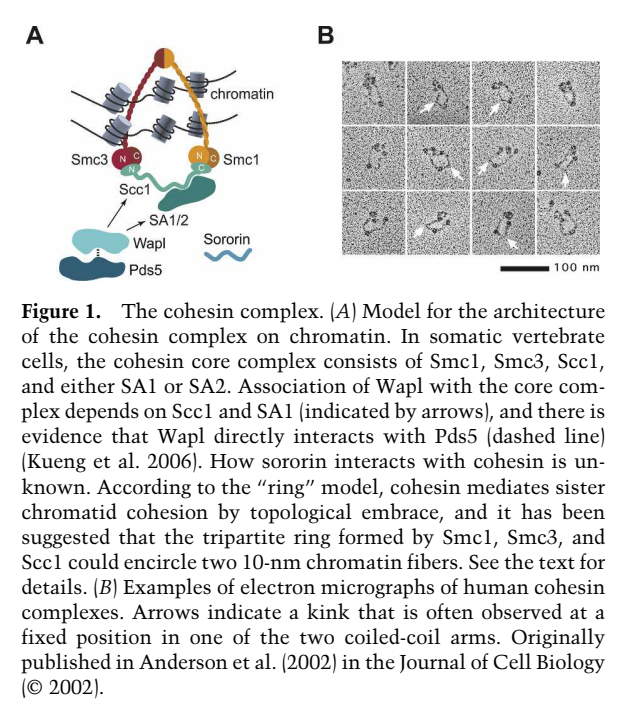 A
B
chromatin
Smc3
N
C
N
C
N
C
Smc1
Scc1
SA1/2
Wapl
Sororin
Pds5
100 nm
Figure 1. The cohesin complex. (A) Model for the architecture
of the cohesin complex on chromatin. In somatic vertebrate
cells, the cohesin core complex consists of Smc1, Smc3, Scc1,
and either SA1 or SA2. Association of Wapl with the core com-
plex depends on Scc1 and SA1 (indicated by arrows), and there is
evidence that Wapl directly interacts with Pds5 (dashed line)
(Kueng et al. 2006). How sororin interacts with cohesin is un-
known. According to the “ring” model, cohesin mediates sister
chromatid cohesion by topological embrace, and it has been
suggested that the tripartite ring formed by Smc1, Smc3, and
Scc1 could encircle two 10-nm chromatin fibers. See the text for
details. (B) Examples of electron micrographs of human cohesin
complexes. Arrows indicate a kink that is often observed at a
fixed position in one of the two coiled-coil arms. Originally
published in Anderson et al. (2002) in the Journal of Cell Biology
(© 2002).